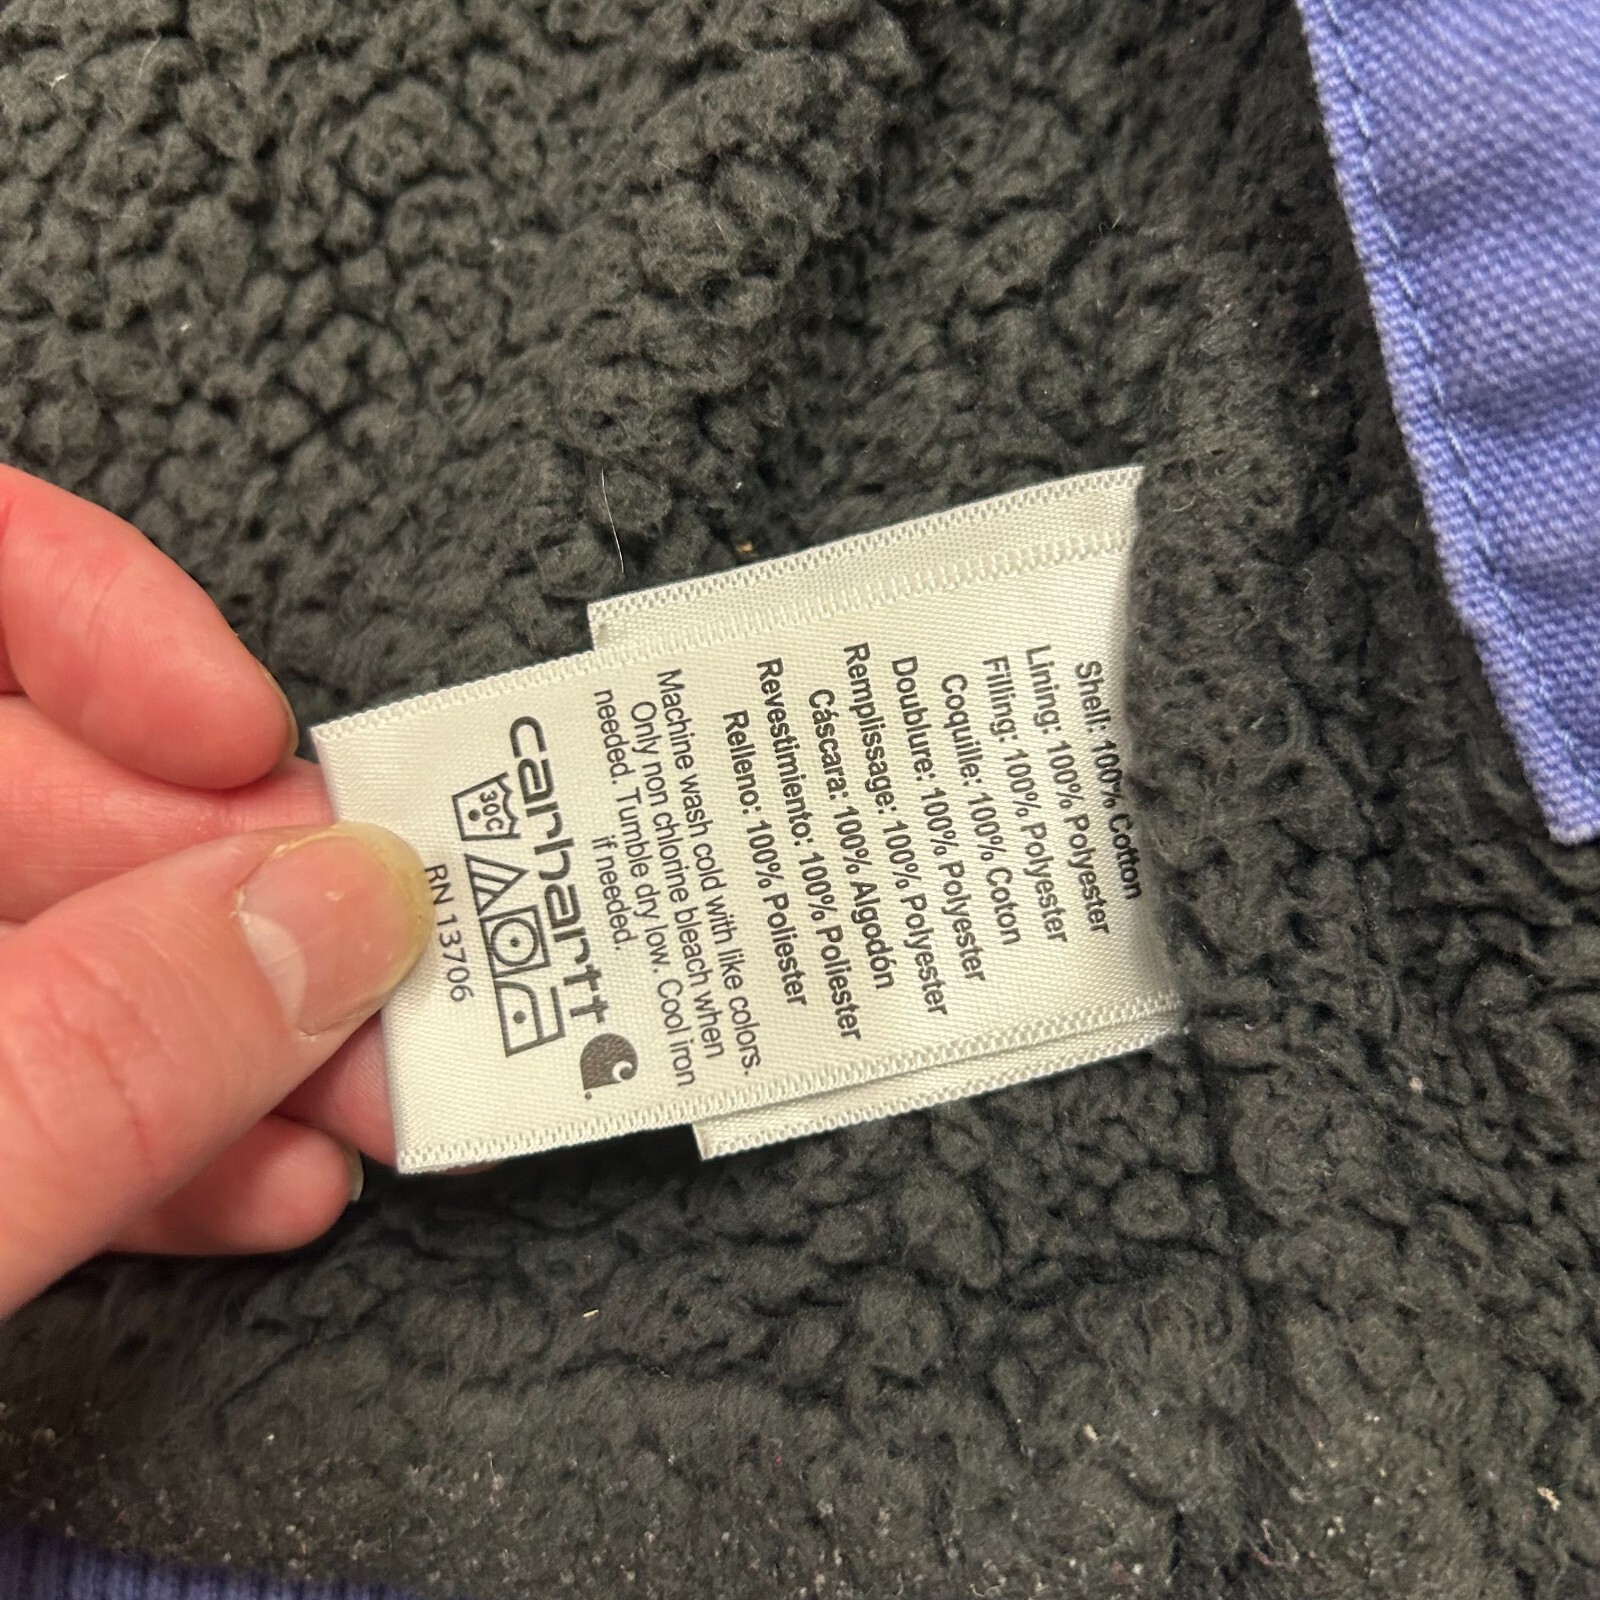 Shell: 100% Cotton
Lining: 100% Polyester
Filling: 100% Polyester
Coquille: 100% Coton
Doublure: 100% Polyester
Remplissage: 100% Polyester
Cáscara: 100% Algodón
Revestimiento: 100% Poliester
Relleno: 100% Poliester
Machine wash cold with like colors.
Only non chlorine bleach when
needed. Tumble dry low. Cool iron
if needed.
carhartt
30C
RN 13706